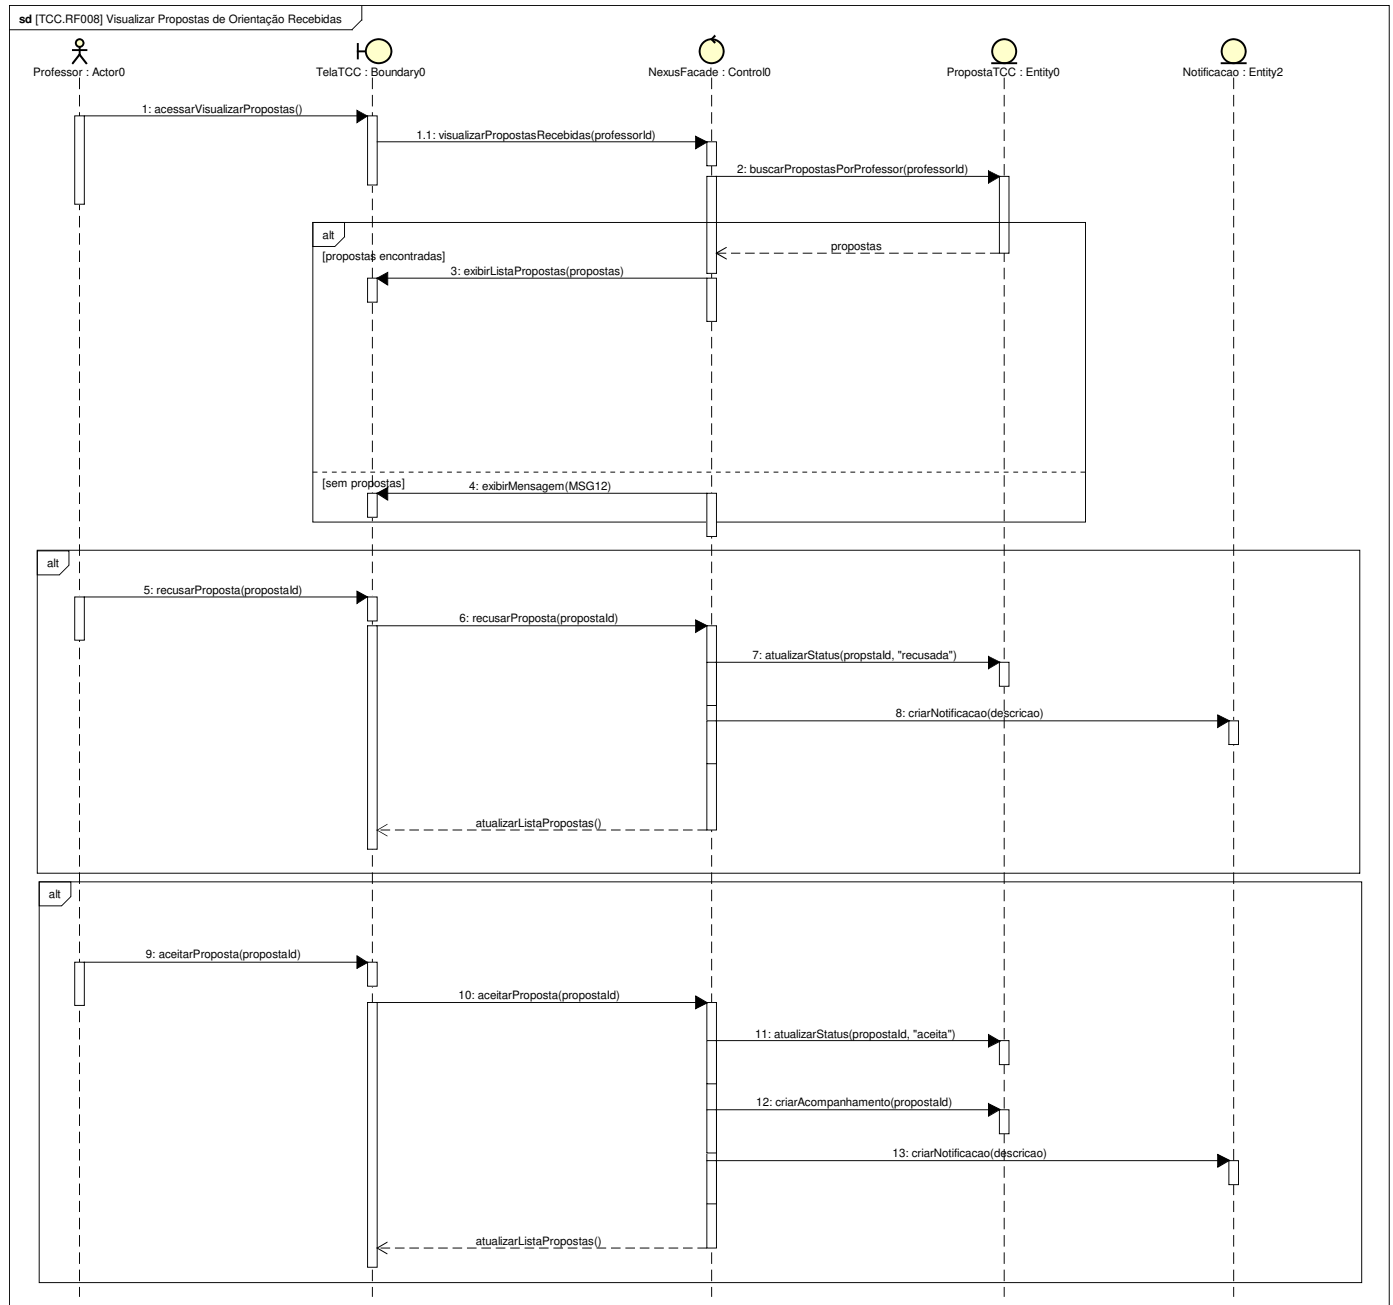 sd [TCC.RF008] Visualizar Propostas de Orientação Recebidas
Professor : Actor0
TelaTCC : Boundary0
NexusFacade : Control0
PropostaTCC : Entity0
Notificacao : Entity2
1: acessarVisualizarPropostas()
1.1: visualizarPropostasRecebidas(professorId)
2: buscarPropostasPorProfessor(professorId)
alt
propostas
[propostas encontradas]
3: exibirListaPropostas(propostas)
[sem propostas]
4: exibirMensagem(MSG12)
alt
5: recusarProposta(propostaId)
6: recusarProposta(propostaId)
7: atualizarStatus(propstaId, "recusada")
8: criarNotificacao(descricao)
atualizarListaPropostas()
alt
9: aceitarProposta(propostaId)
10: aceitarProposta(propostaId)
11: atualizarStatus(propostaId, "aceita")
12: criarAcompanhamento(propostaId)
13: criarNotificacao(descricao)
atualizarListaPropostas()